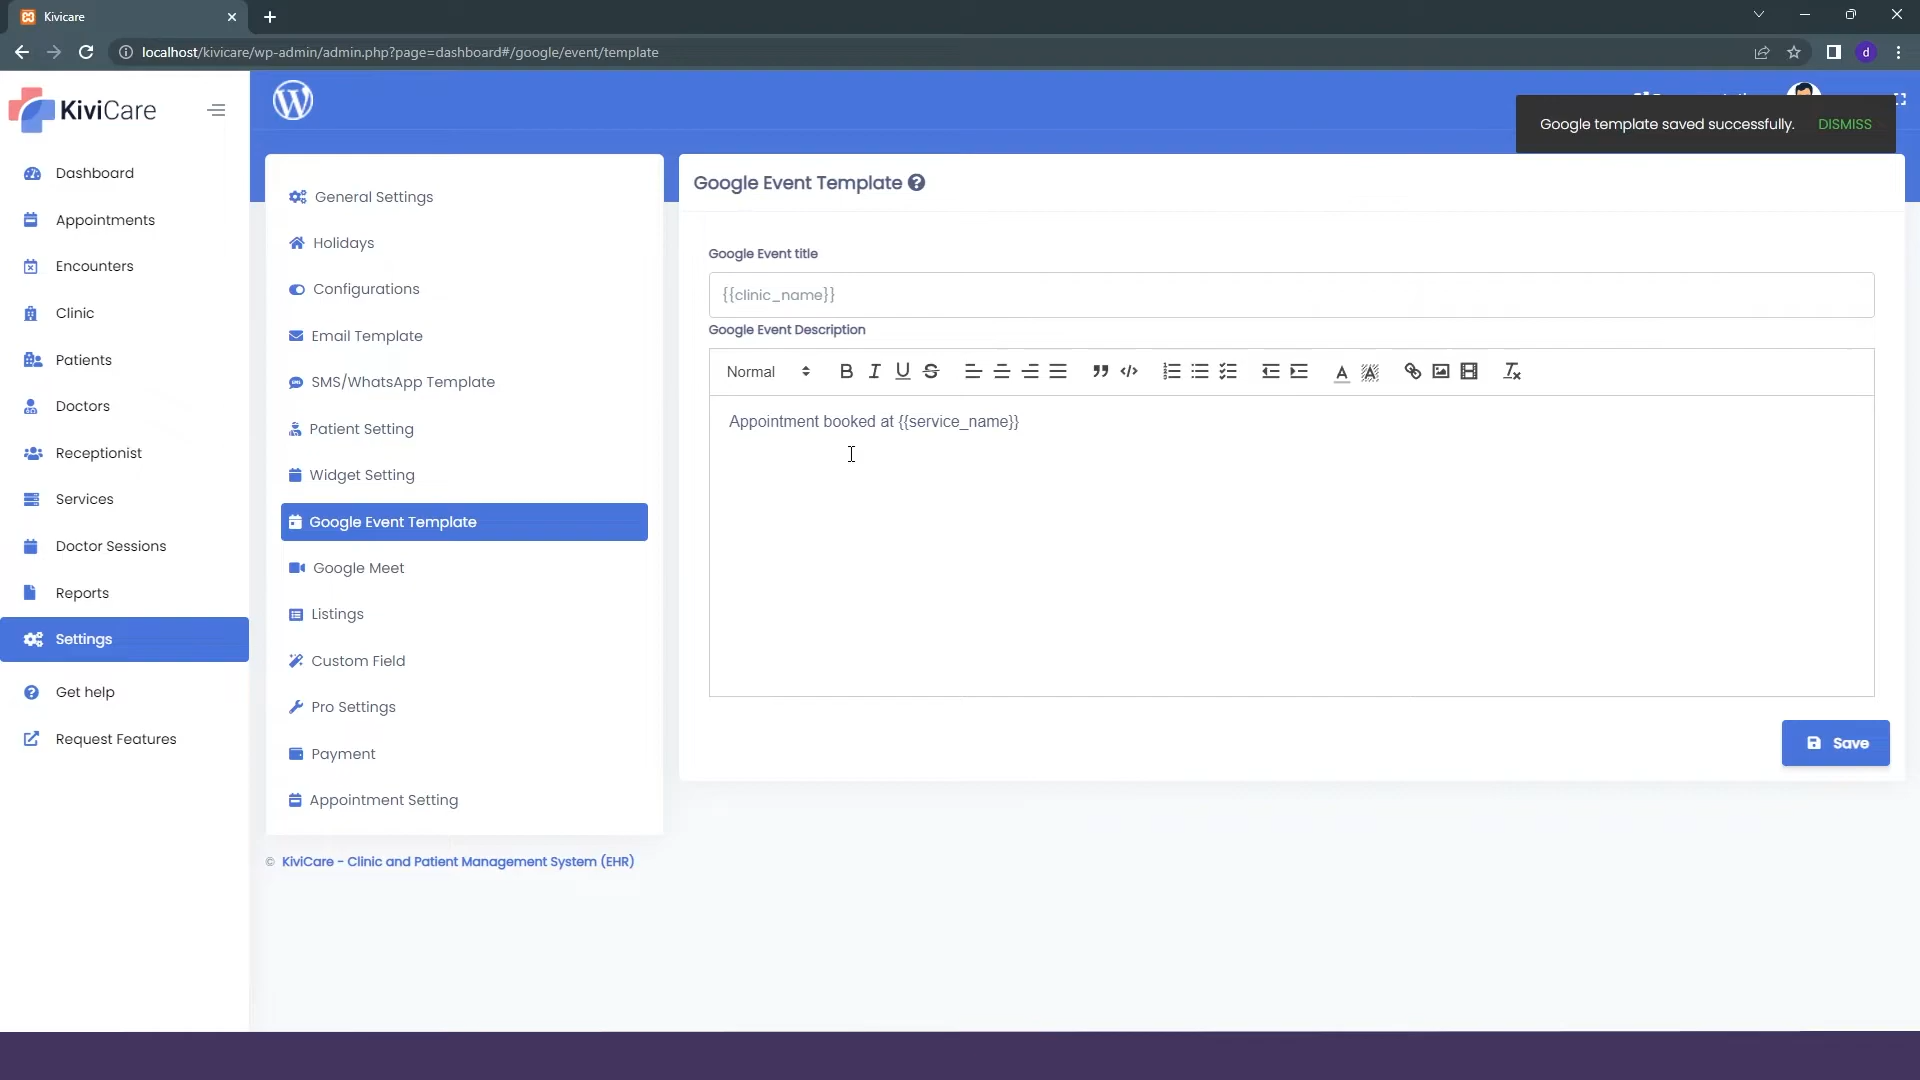 Kivicare
localhost/kivicare/wp-admin/admin.php?page=dashboard#/google/event/template
d
KiviCare
Google template saved successfully. DISMISS
Dashboard
Appointments
Encounters
Clinic
Patients
Doctors
Receptionist
Services
Doctor Sessions
Reports
Settings
Get help
Request Features
General Settings
Holidays
Configurations
Email Template
SMS/WhatsApp Template
Patient Setting
Widget Setting
Google Event Template
Google Meet
Listings
Custom Field
Pro Settings
Payment
Appointment Setting
© KiviCare - Clinic and Patient Management System (EHR)
Google Event Template
Google Event title
{{clinic_name}}
Google Event Description
Normal
Appointment booked at {{service_name}}
Save